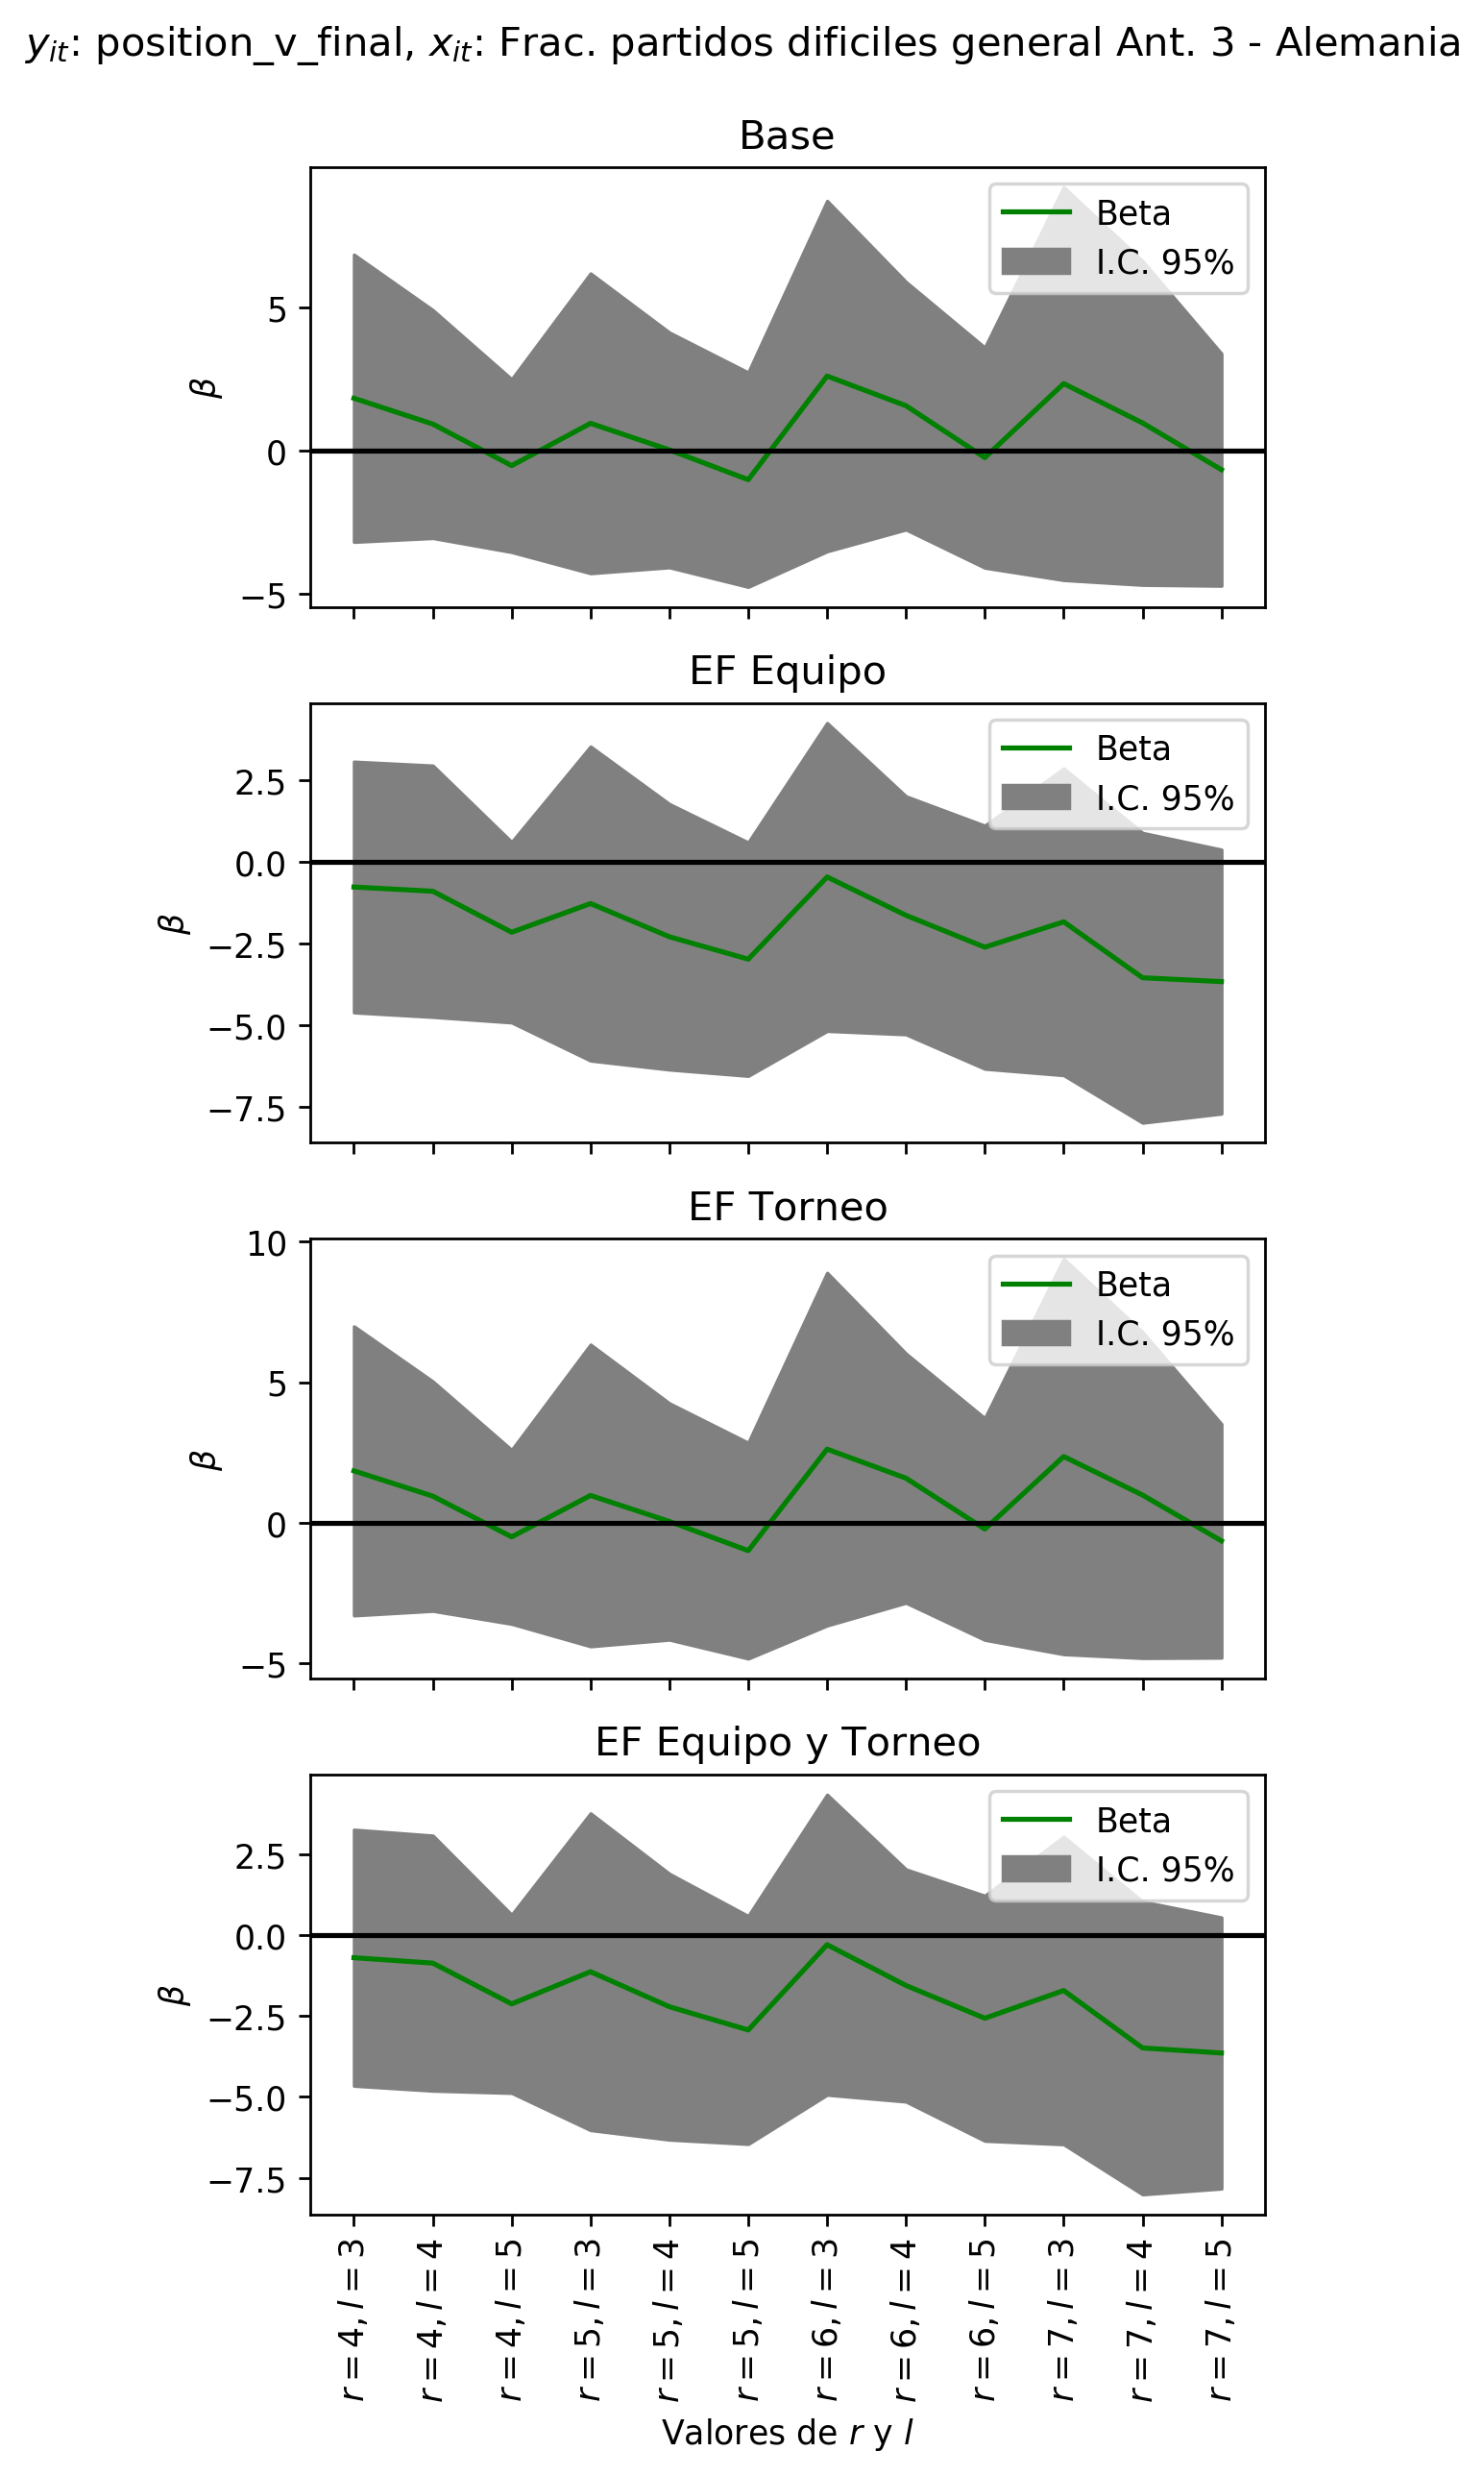 y_it: position_v_final, x_it: Frac. partidos dificiles general Ant. 3 - Alemania
Base
Beta
I.C. 95%
5
0
−5
β
EF Equipo
Beta
I.C. 95%
2.5
0.0
−2.5
−5.0
−7.5
β
EF Torneo
Beta
I.C. 95%
10
5
0
−5
β
EF Equipo y Torneo
Beta
I.C. 95%
2.5
0.0
−2.5
−5.0
−7.5
β
r = 4, l = 3
r = 4, l = 4
r = 4, l = 5
r = 5, l = 3
r = 5, l = 4
r = 5, l = 5
r = 6, l = 3
r = 6, l = 4
r = 6, l = 5
r = 7, l = 3
r = 7, l = 4
r = 7, l = 5
Valores de r y l